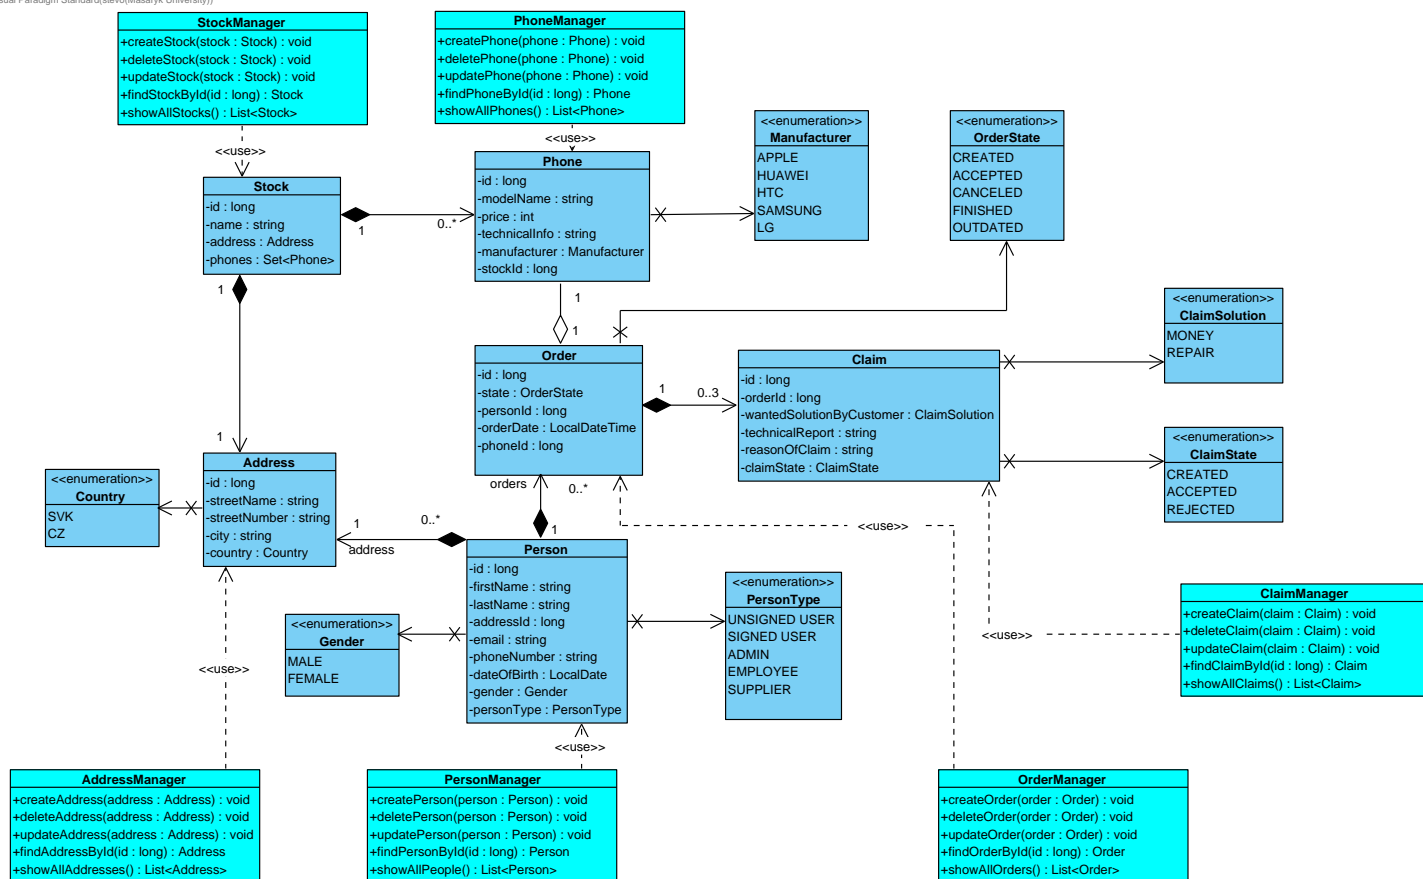 Visual Paradigm Standard(stevo(Masaryk University))
StockManager
+createStock(stock : Stock) : void
+deleteStock(stock : Stock) : void
+updateStock(stock : Stock) : void
+findStockById(id : long) : Stock
+showAllStocks() : List<Stock>
PhoneManager
+createPhone(phone : Phone) : void
+deletePhone(phone : Phone) : void
+updatePhone(phone : Phone) : void
+findPhoneById(id : long) : Phone
+showAllPhones() : List<Phone>
<<use>>
<<use>>
<<enumeration>>
Manufacturer
APPLE
HUAWEI
HTC
SAMSUNG
LG
<<enumeration>>
OrderState
CREATED
ACCEPTED
CANCELED
FINISHED
OUTDATED
Stock
-id : long
-name : string
-address : Address
-phones : Set<Phone>
1
0..*
Phone
-id : long
-modelName : string
-price : int
-technicalInfo : string
-manufacturer : Manufacturer
-stockId : long
1
1
1
1
<<enumeration>>
ClaimSolution
MONEY
REPAIR
Order
-id : long
-state : OrderState
-personId : long
-orderDate : LocalDateTime
-phoneId : long
1
0..3
Claim
-id : long
-orderId : long
-wantedSolutionByCustomer : ClaimSolution
-technicalReport : string
-reasonOfClaim : string
-claimState : ClaimState
<<enumeration>>
ClaimState
CREATED
ACCEPTED
REJECTED
<<enumeration>>
Country
SVK
CZ
Address
-id : long
-streetName : string
-streetNumber : string
-city : string
-country : Country
orders
0..*
1
1
address
0..*
<<use>>
Person
-id : long
-firstName : string
-lastName : string
-addressId : long
-email : string
-phoneNumber : string
-dateOfBirth : LocalDate
-gender : Gender
-personType : PersonType
<<enumeration>>
PersonType
UNSIGNED USER
SIGNED USER
ADMIN
EMPLOYEE
SUPPLIER
<<enumeration>>
Gender
MALE
FEMALE
<<use>>
<<use>>
<<use>>
ClaimManager
+createClaim(claim : Claim) : void
+deleteClaim(claim : Claim) : void
+updateClaim(claim : Claim) : void
+findClaimById(id : long) : Claim
+showAllClaims() : List<Claim>
AddressManager
+createAddress(address : Address) : void
+deleteAddress(address : Address) : void
+updateAddress(address : Address) : void
+findAddressById(id : long) : Address
+showAllAddresses() : List<Address>
PersonManager
+createPerson(person : Person) : void
+deletePerson(person : Person) : void
+updatePerson(person : Person) : void
+findPersonById(id : long) : Person
+showAllPeople() : List<Person>
OrderManager
+createOrder(order : Order) : void
+deleteOrder(order : Order) : void
+updateOrder(order : Order) : void
+findOrderById(id : long) : Order
+showAllOrders() : List<Order>